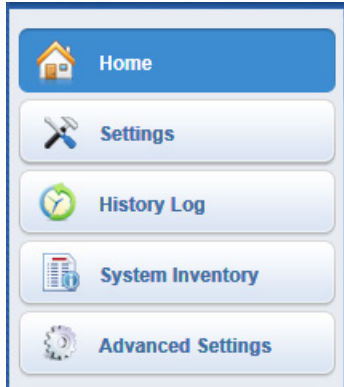 Home
Settings
History Log
System Inventory
Advanced Settings